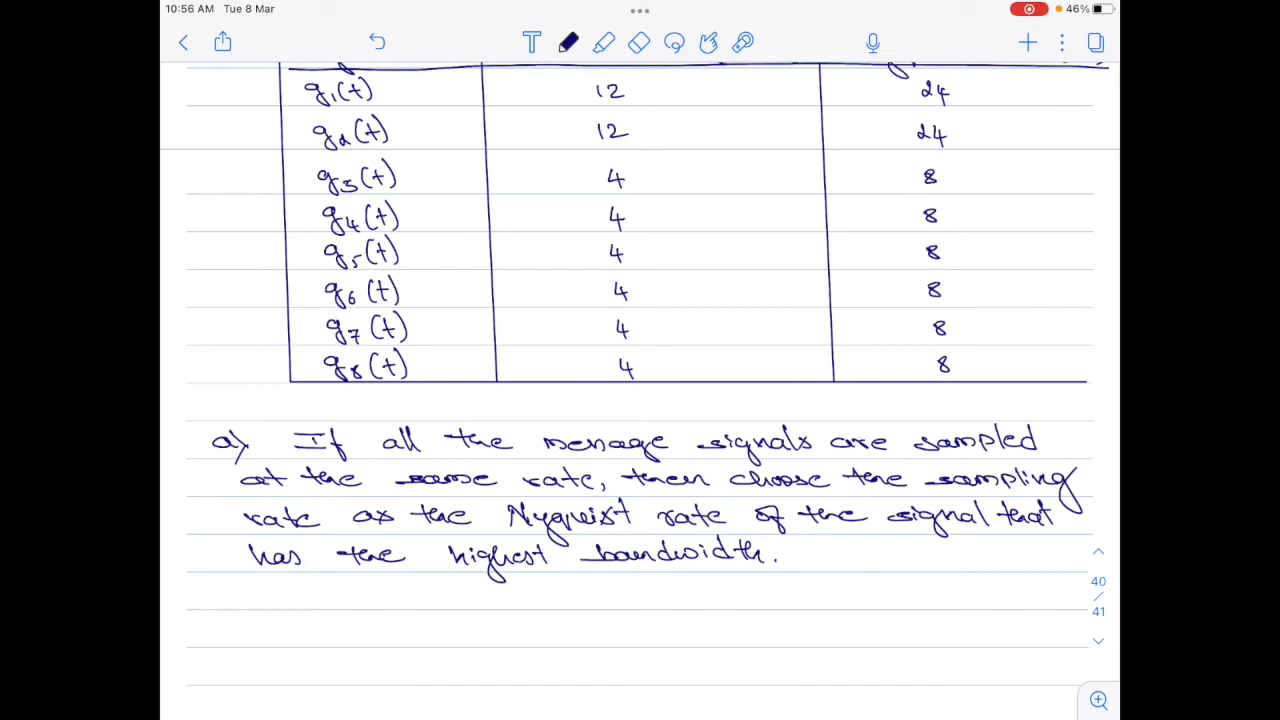 10:56 AM Tue 8 Mar
46%
T
g1(t) 12 24
g2(t) 12 24
g3(t) 4 8
g4(t) 4 8
g5(t) 4 8
g6(t) 4 8
g7(t) 4 8
g8(t) 4 8
a) If all the message signals are sampled
at the same rate, then choose the sampling
rate as the Nyquist rate of the signal that
has the highest bandwidth.
40
/
41